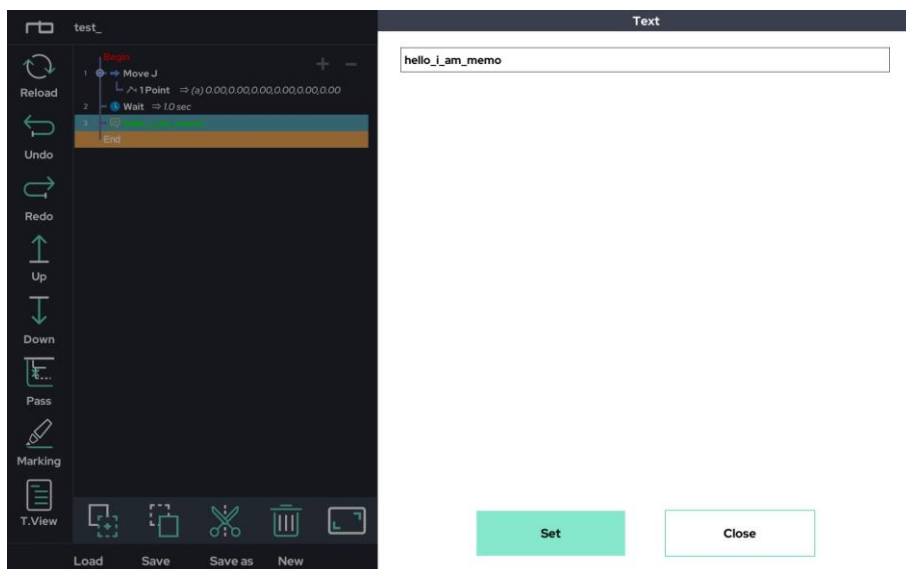 test_
Text
hello_i_am_memo
Reload
Undo
Redo
Up
Down
Pass
Marking
T.View
Begin
1 Move J
1 Point ⇒ (a) 0.00,0.00,0.00,0.00,0.00,0.00
2 Wait ⇒ 1.0 sec
3 hello_i_am_memo
End
Set
Close
Load Save Save as New